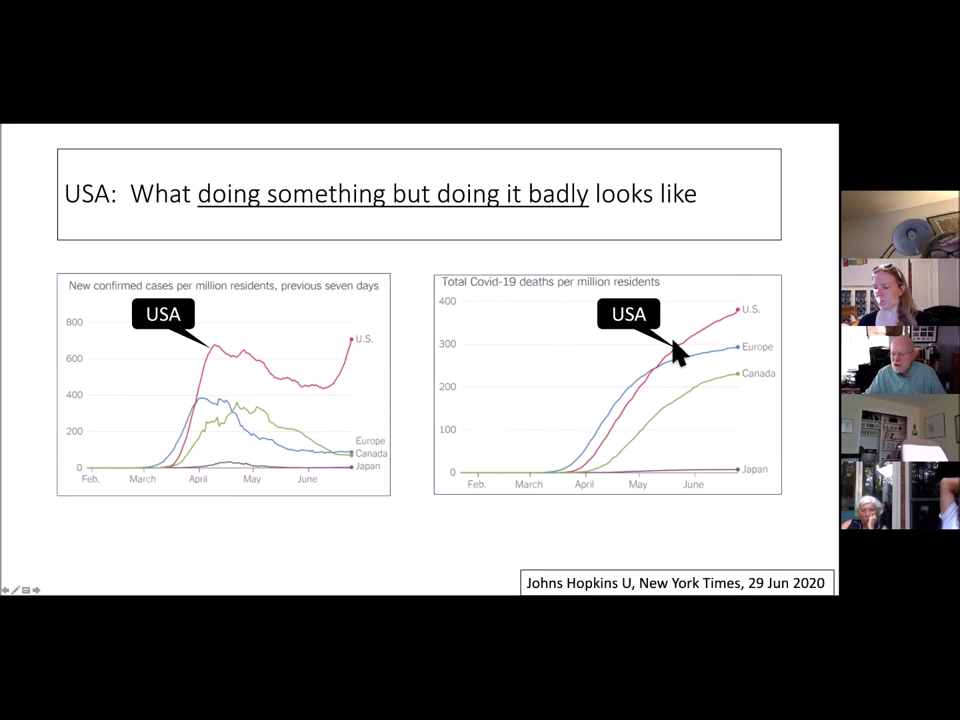 USA: What doing something but doing it badly looks like
New confirmed cases per million residents, previous seven days
USA
800
600
400
200
0
U.S.
Europe
Canada
Japan
Feb. March April May June
Total Covid-19 deaths per million residents
USA
400
300
200
100
0
U.S.
Europe
Canada
Japan
Feb. March April May June
Johns Hopkins U, New York Times, 29 Jun 2020